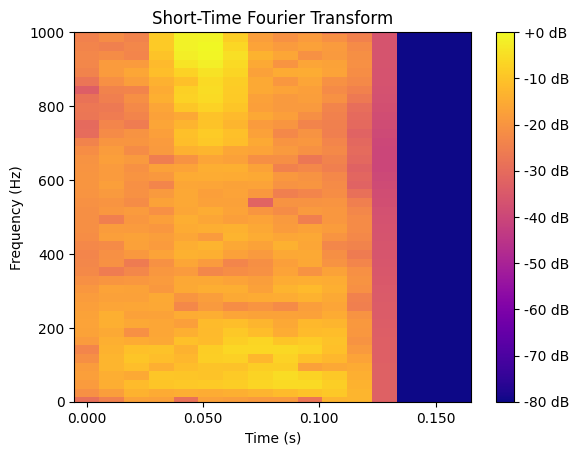 Short-Time Fourier Transform
Frequency (Hz)
1000
800
600
400
200
0
0.000
0.050
0.100
0.150
Time (s)
+0 dB
-10 dB
-20 dB
-30 dB
-40 dB
-50 dB
-60 dB
-70 dB
-80 dB